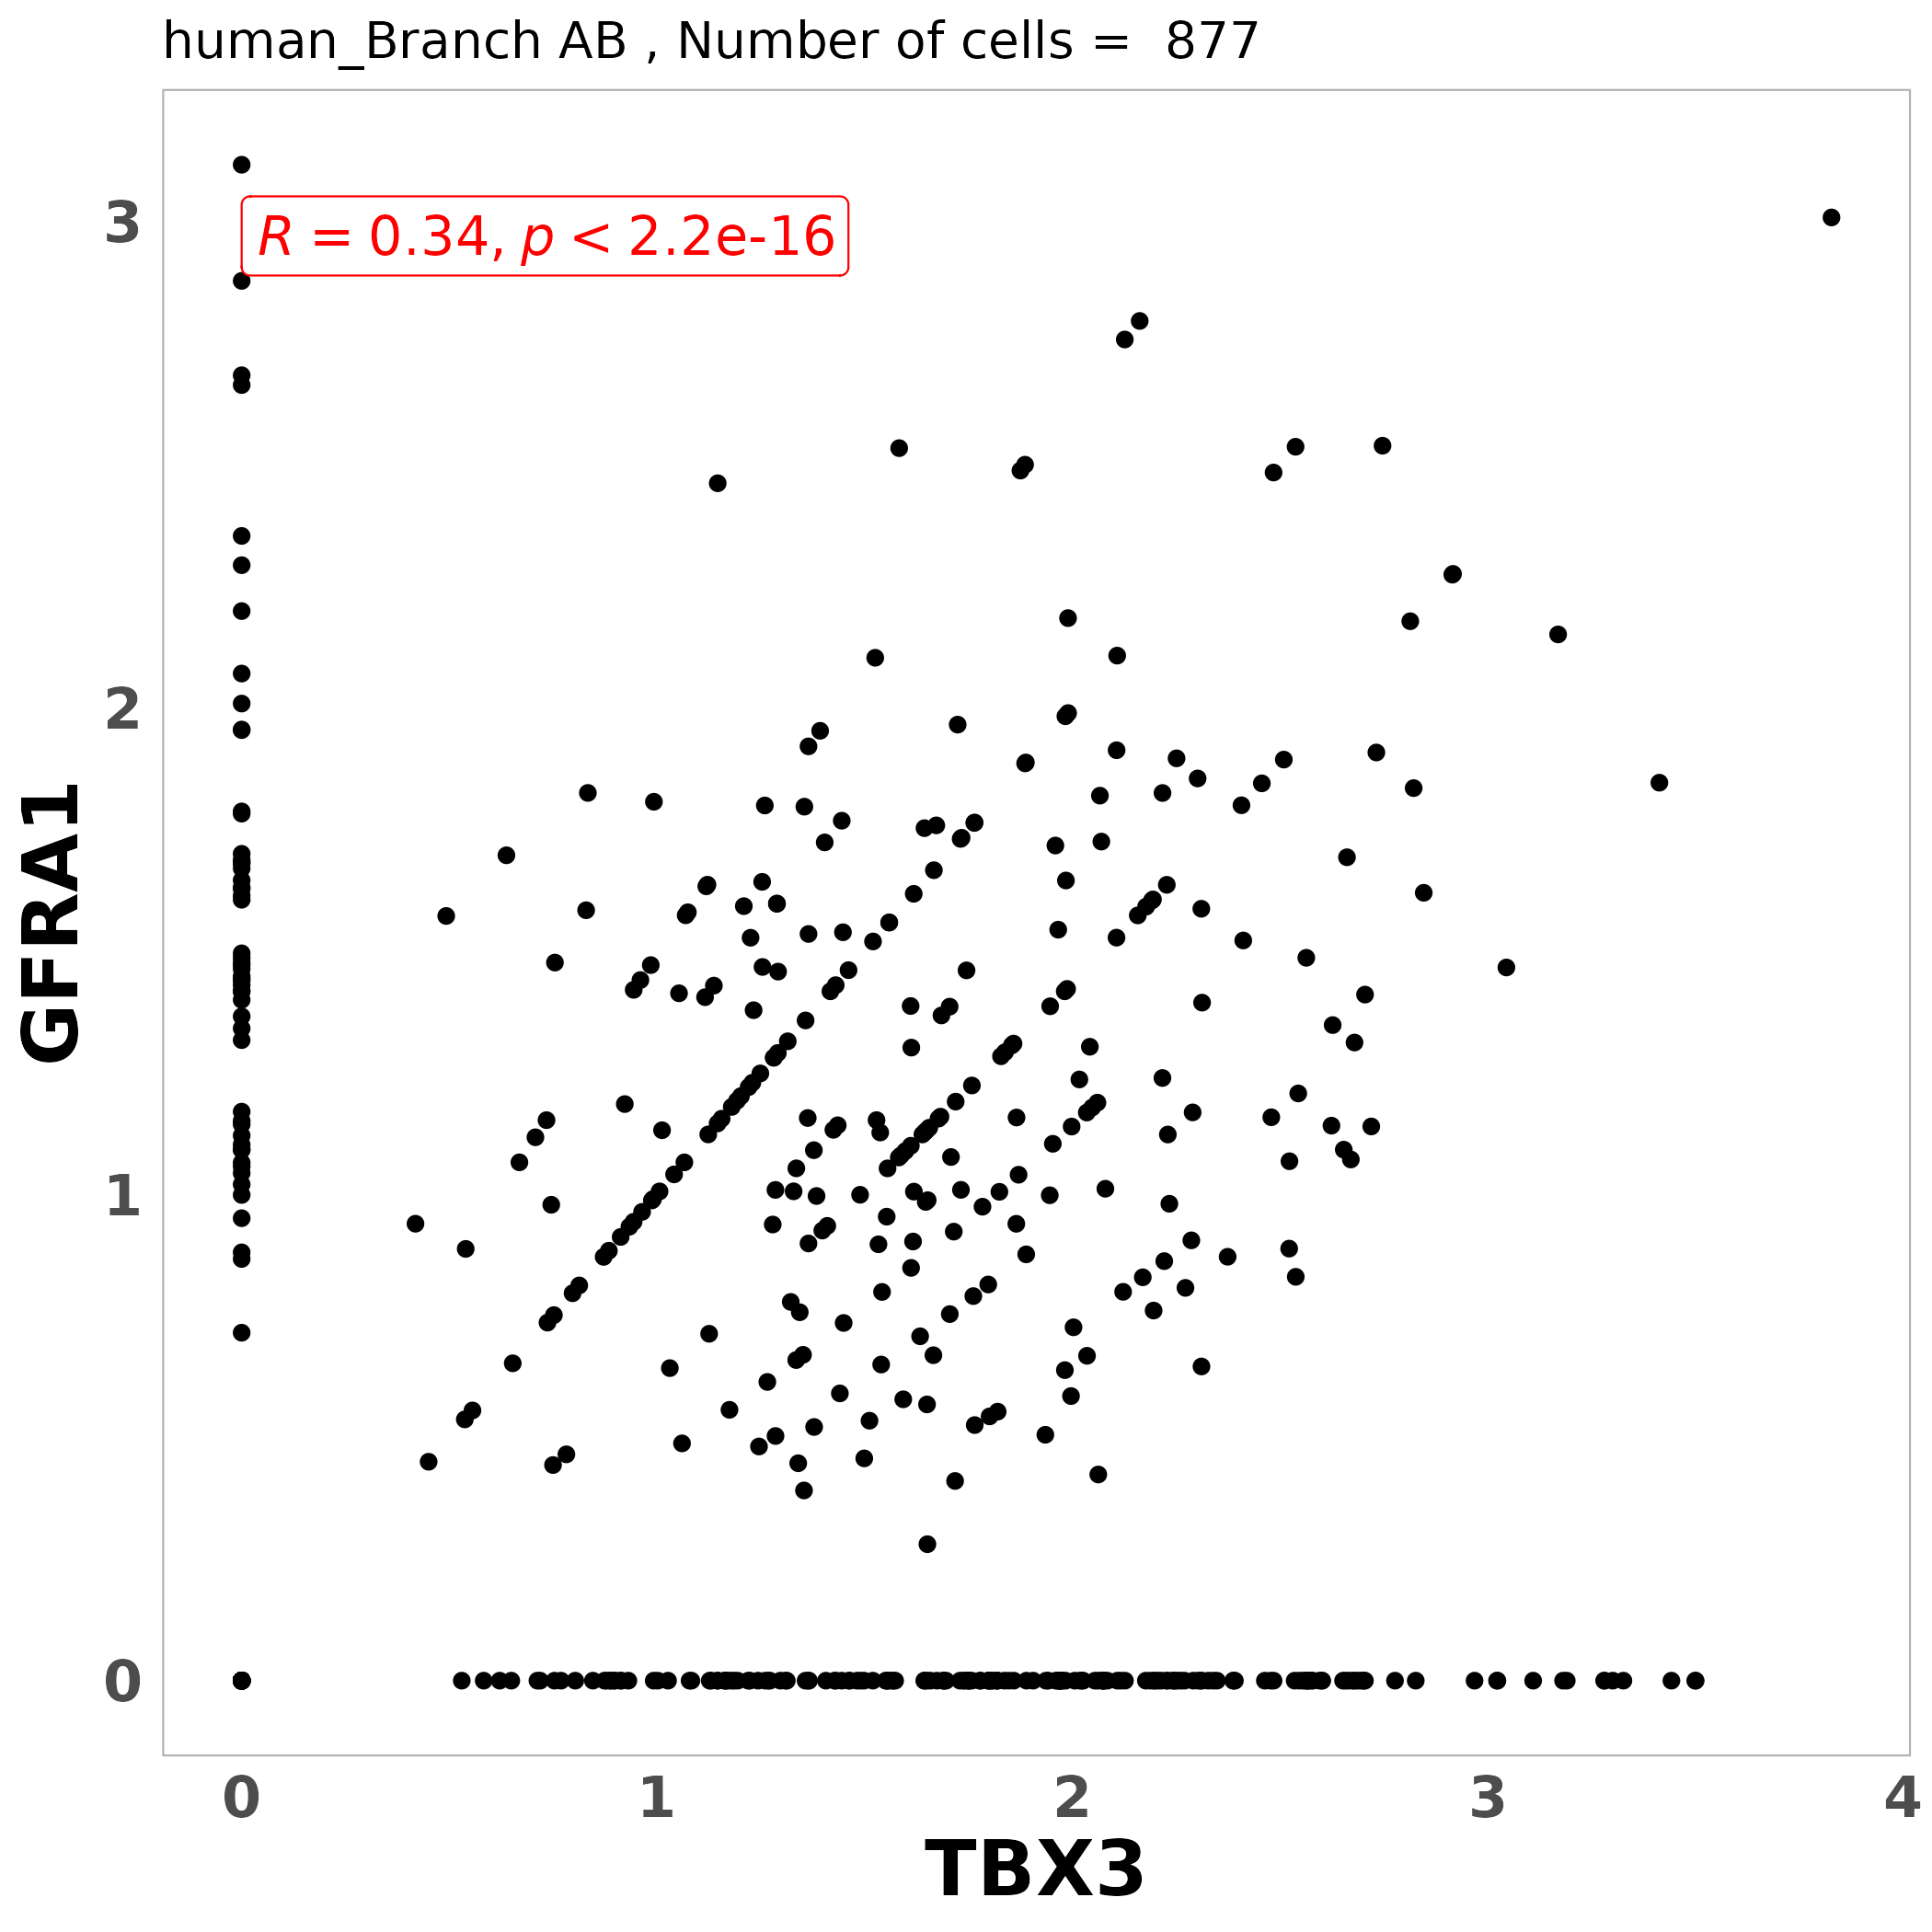 human_Branch AB , Number of cells =  877
R = 0.34, p < 2.2e-16
3
2
1
0
GFRA1
0 1 2 3 4
TBX3